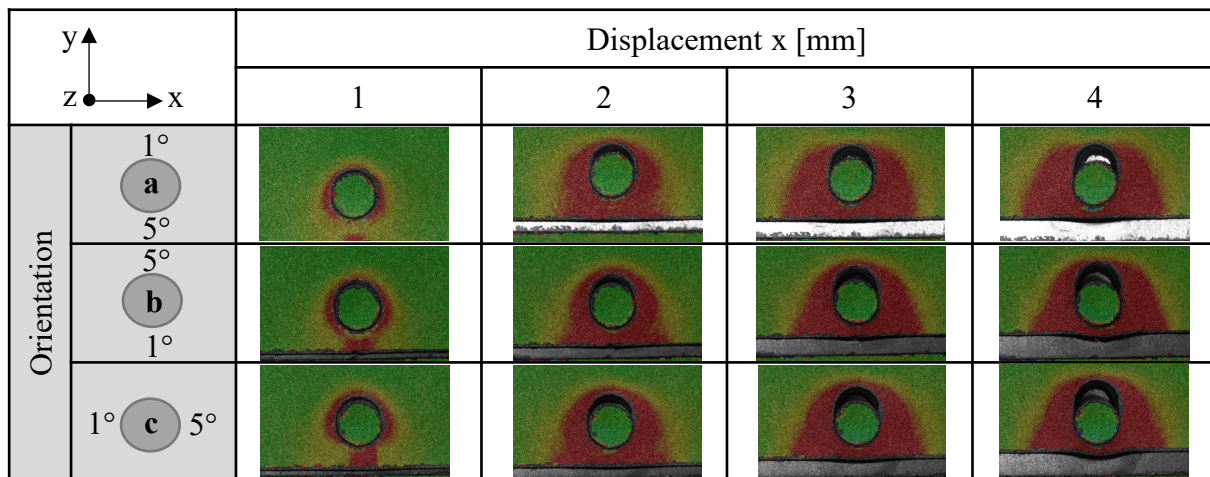 y
z x
Displacement x [mm]
1 2 3 4
Orientation
1°
a
5°
5°
b
1°
1° c 5°